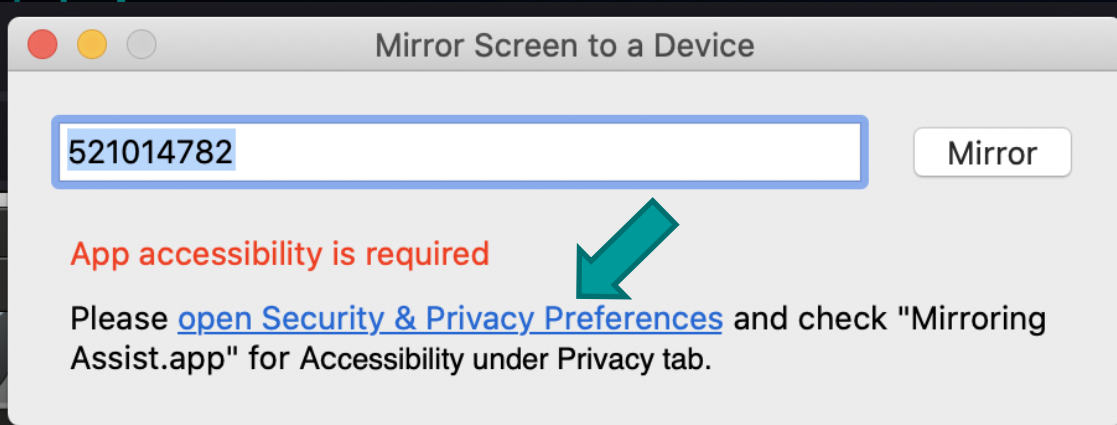 Mirror Screen to a Device
521014782
Mirror
App accessibility is required
Please open Security & Privacy Preferences and check "Mirroring
Assist.app" for Accessibility under Privacy tab.